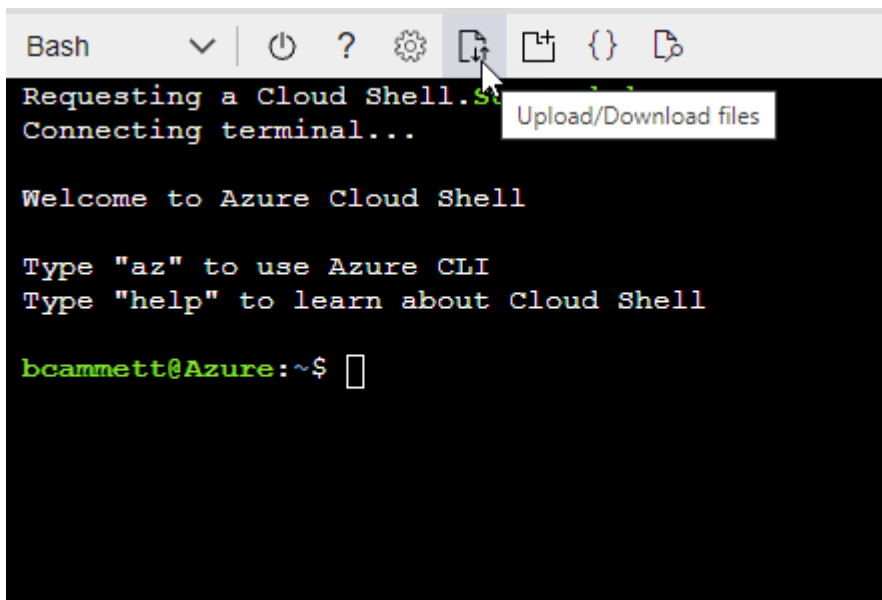 Bash ? {}
Requesting a Cloud Shell.
Upload/Download files
Connecting terminal...
Welcome to Azure Cloud Shell
Type "az" to use Azure CLI
Type "help" to learn about Cloud Shell
bcammett@Azure:~$